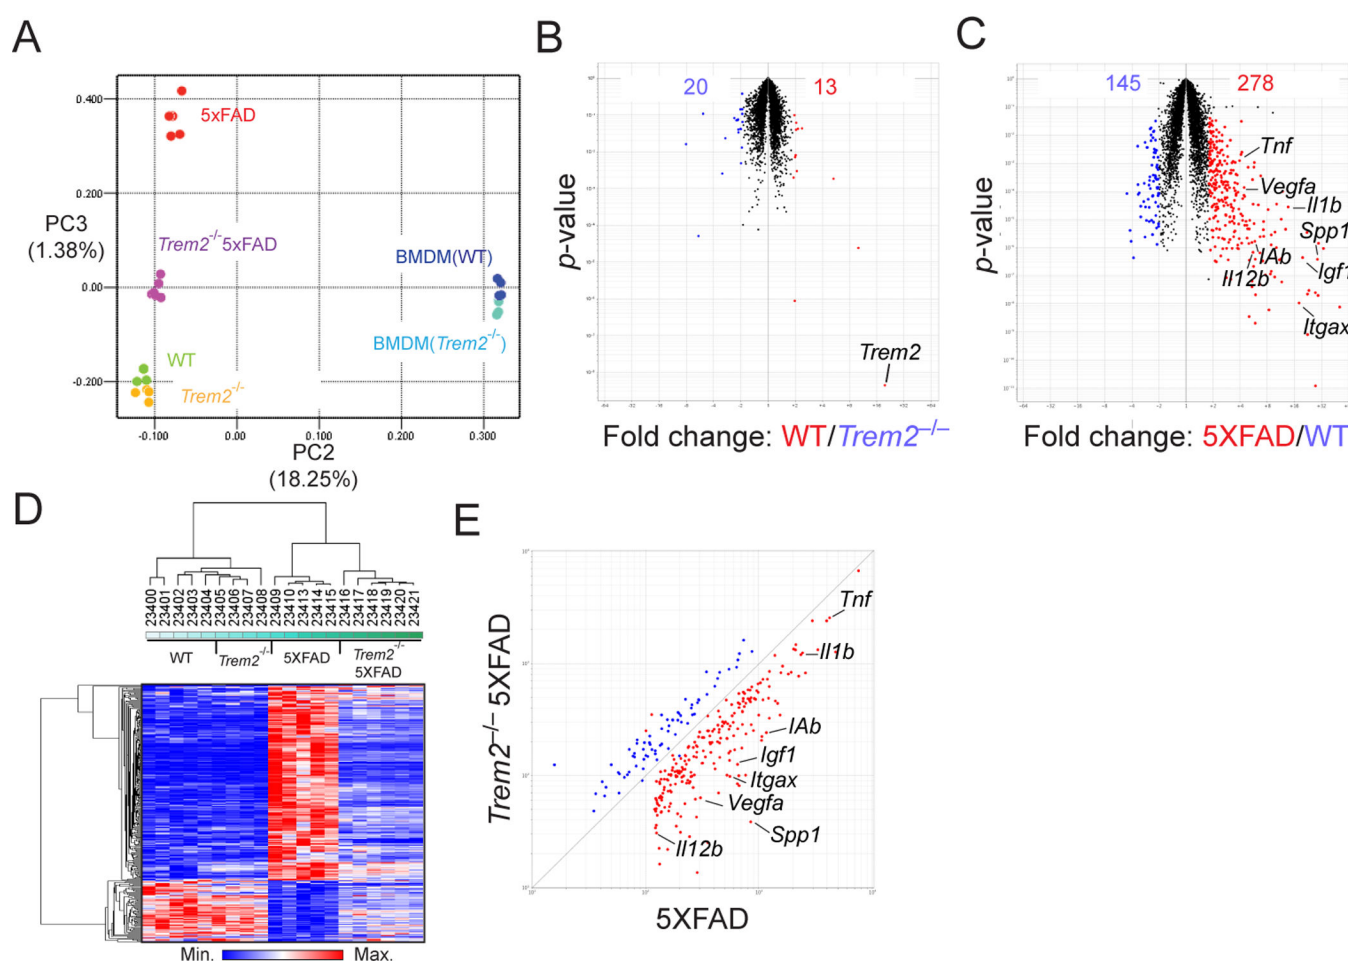 A
0.400
0.200
0.00
-0.200
PC3
(1.38%)
5xFAD
Trem2-/-5xFAD
WT
Trem2-/-
BMDM(WT)
BMDM(Trem2-/-)
-0.100
0.00
0.100
0.200
0.300
PC2
(18.25%)
B
20
13
p-value
Trem2
Fold change: WT/Trem2–/–
C
145
278
p-value
Tnf
Vegfa
Il1b
Spp1
IAb
Igf1
Il12b
Itgax
Fold change: 5XFAD/WT
D
23400
23401
23402
23403
23404
23405
23406
23407
23408
23409
23410
23413
23414
23415
23416
23417
23418
23419
23420
23421
WT
Trem2-/-
5XFAD
Trem2-/-
5XFAD
Min.
Max.
E
Trem2–/– 5XFAD
Tnf
Il1b
IAb
Igf1
Itgax
Vegfa
Spp1
Il12b
5XFAD